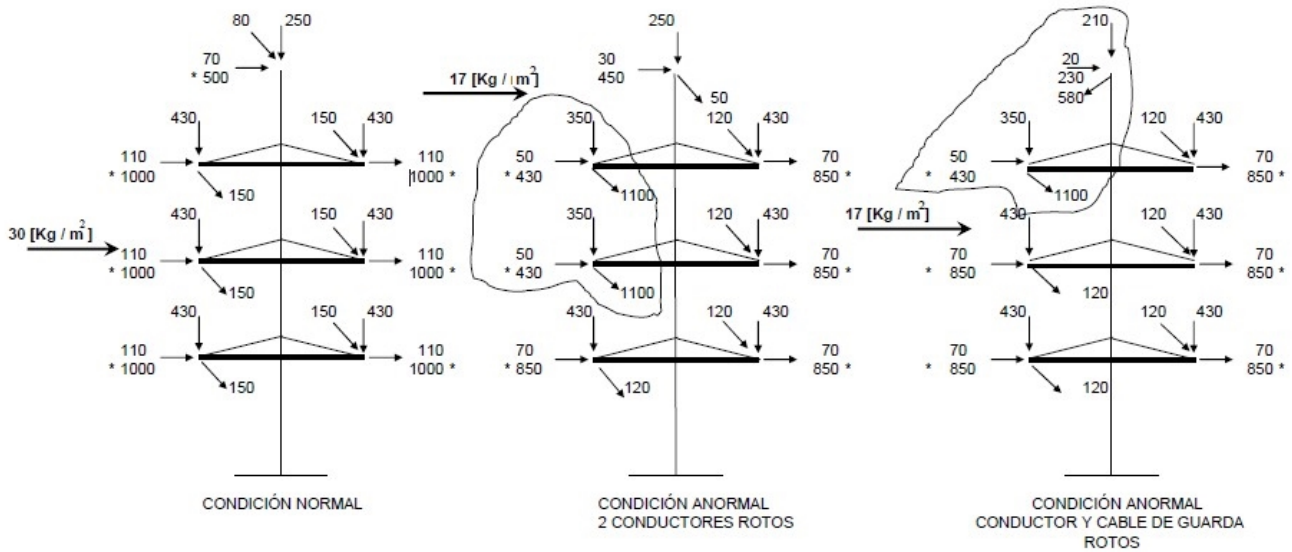 80 250
70
* 500
430 150 430
110 110
* 1000 1000 *
150
30 [Kg / m²]
430 150 430
110 110
* 1000 1000 *
150
430 150 430
110 110
* 1000 1000 *
150
CONDICIÓN NORMAL
250
30
450
17 [Kg / m²]
50
350 120 430
50 70
* 430 850 *
1100
350 120 430
50 70
* 430 850 *
1100
430 120 430
70 70
* 850 850 *
120
CONDICIÓN ANORMAL
2 CONDUCTORES ROTOS
210
20
230
580
350 120 430
50 70
* 430 850 *
1100
17 [Kg / m²]
430 120 430
70 70
* 850 850 *
120
430 120 430
70 70
* 850 850 *
120
CONDICIÓN ANORMAL
CONDUCTOR Y CABLE DE GUARDA
ROTOS